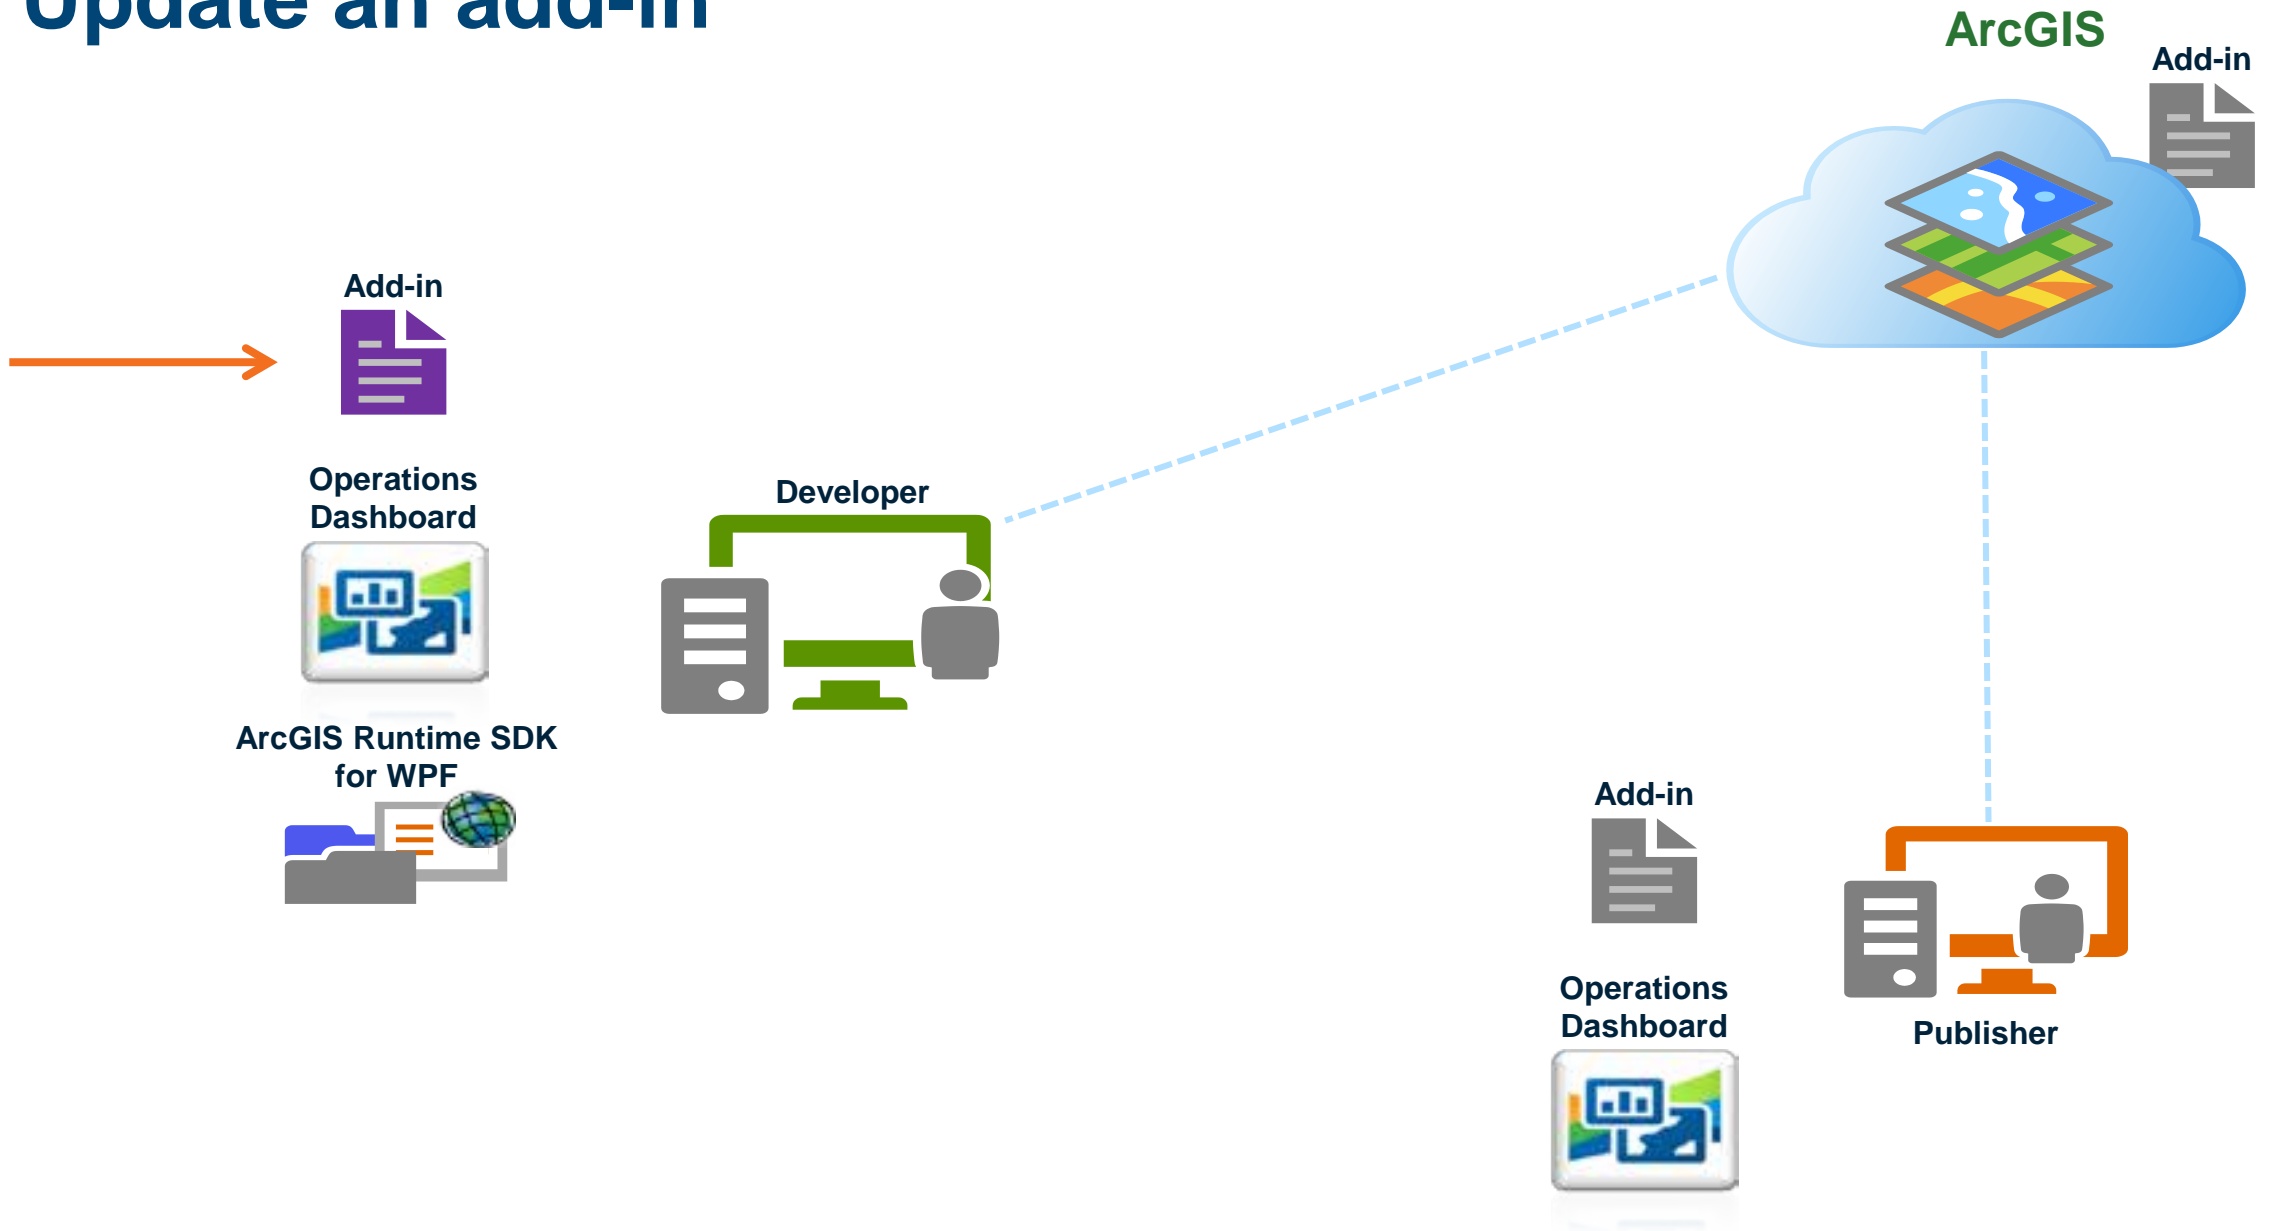 Update an add-in
ArcGIS
Add-in
Add-in
Operations
Dashboard
Developer
ArcGIS Runtime SDK
for WPF
Add-in
Operations
Dashboard
Publisher